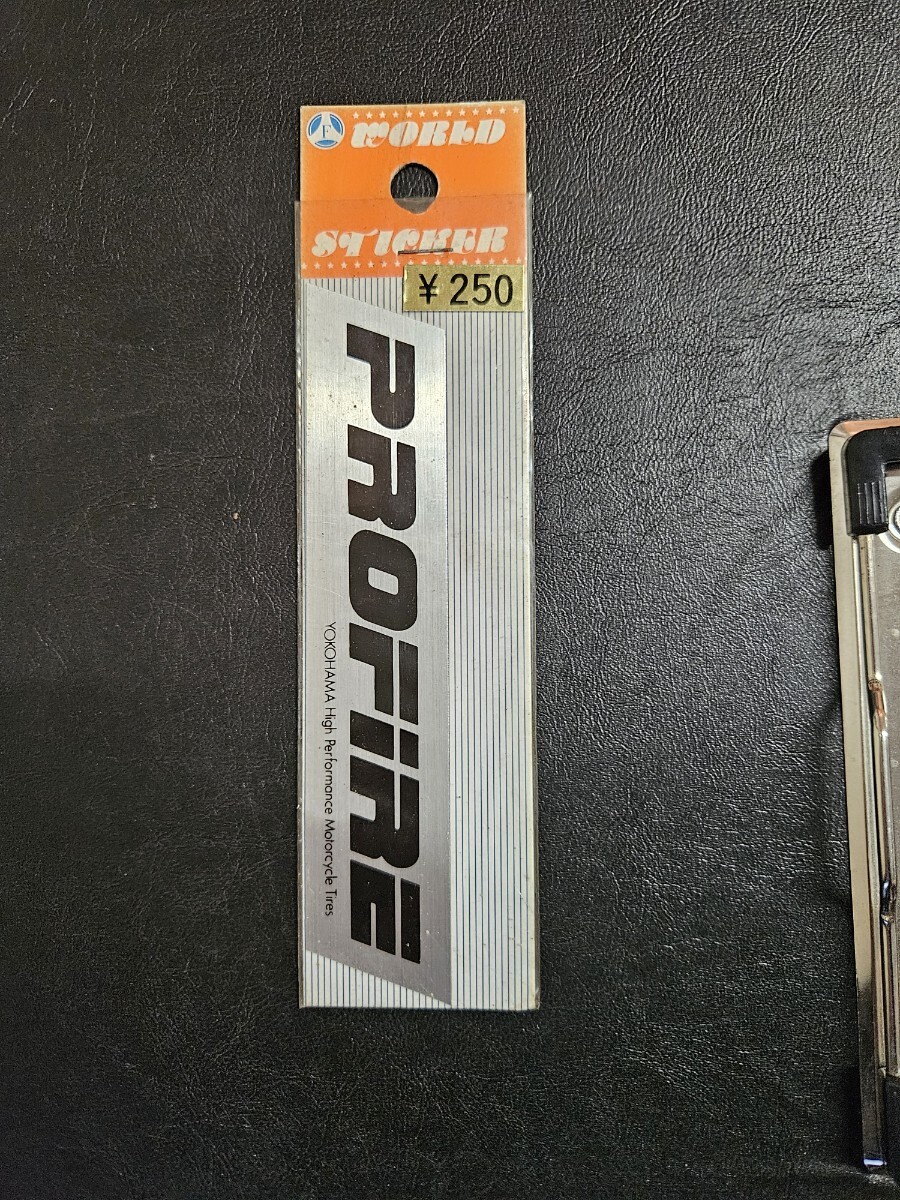 F
WORLD
STICKER
¥ 250
PROFIRE
YOKOHAMA High Performance Motorcycle Tires